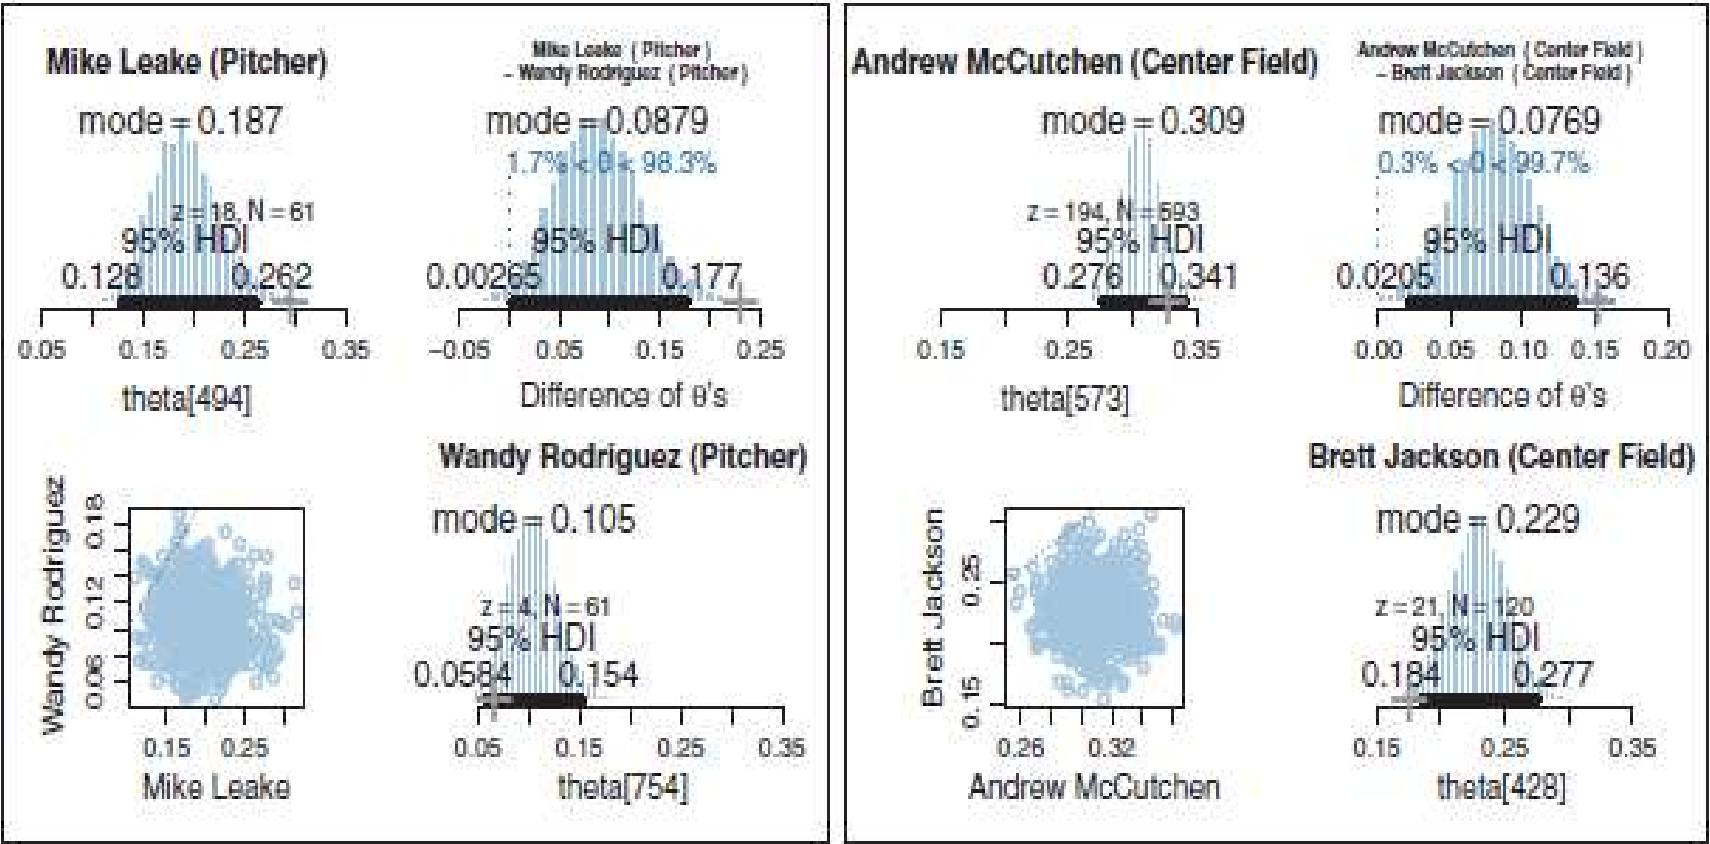 Mike Leake (Pitcher)
mode = 0.187
z = 18, N = 61
95% HDI
0.128 0.262
0.05 0.15 0.25 0.35
theta[494]
Mike Leake (Pitcher)
− Wandy Rodriguez (Pitcher)
mode = 0.0879
1.7% < 0 < 98.3%
95% HDI
0.00265 0.177
−0.05 0.05 0.15 0.25
Difference of θ's
Wandy Rodriguez
0.06 0.12 0.18
0.15 0.25
Mike Leake
Wandy Rodriguez (Pitcher)
mode = 0.105
z = 4, N = 61
95% HDI
0.0584 0.154
0.05 0.15 0.25 0.35
theta[754]
Andrew McCutchen (Center Field)
mode = 0.309
z = 194, N = 593
95% HDI
0.276 0.341
0.15 0.25 0.35
theta[573]
Andrew McCutchen (Center Field)
− Brett Jackson (Center Field)
mode = 0.0769
0.3% < 0 < 99.7%
95% HDI
0.0205 0.136
0.00 0.05 0.10 0.15 0.20
Difference of θ's
Brett Jackson
0.15 0.25
0.26 0.32
Andrew McCutchen
Brett Jackson (Center Field)
mode = 0.229
z = 21, N = 120
95% HDI
0.184 0.277
0.15 0.25 0.35
theta[428]